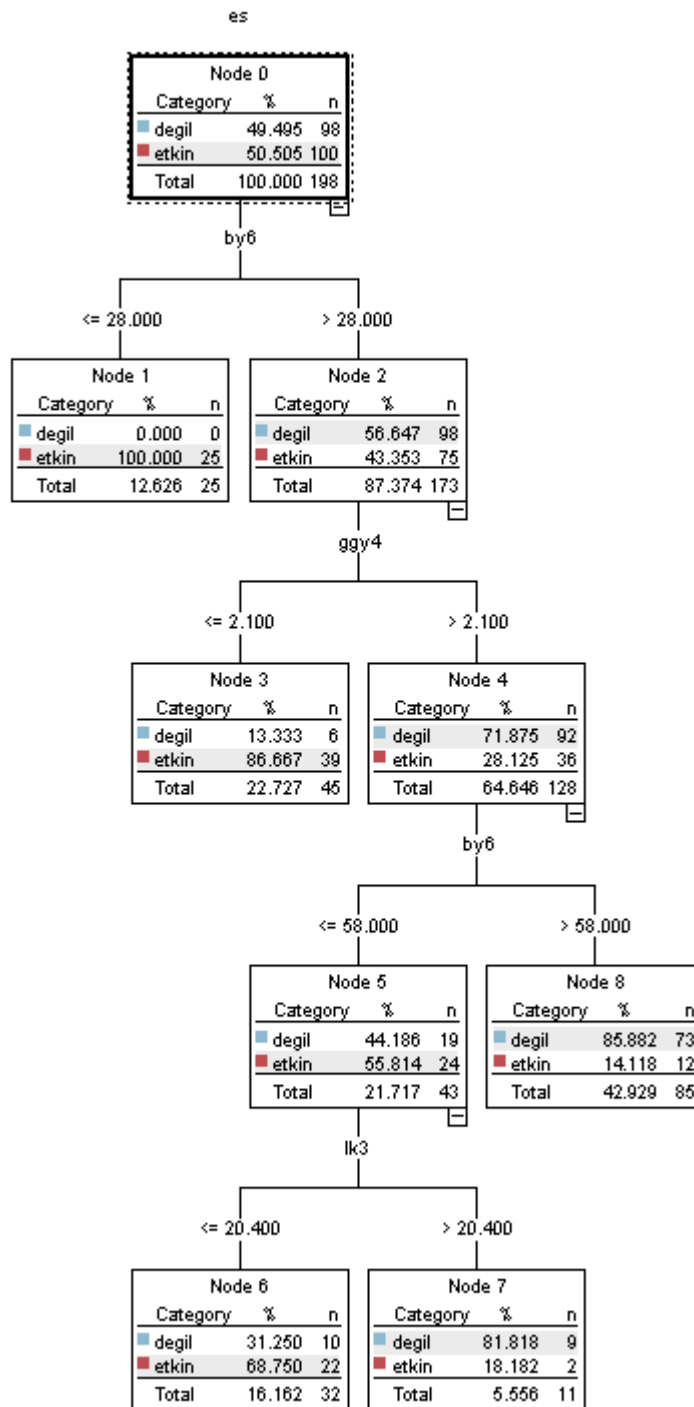 es
Node 0
Category % n
degil 49.495 98
etkin 50.505 100
Total 100.000 198
by6
<= 28.000 > 28.000
Node 1
Category % n
degil 0.000 0
etkin 100.000 25
Total 12.626 25
Node 2
Category % n
degil 56.647 98
etkin 43.353 75
Total 87.374 173
ggy4
<= 2.100 > 2.100
Node 3
Category % n
degil 13.333 6
etkin 86.667 39
Total 22.727 45
Node 4
Category % n
degil 71.875 92
etkin 28.125 36
Total 64.646 128
by6
<= 58.000 > 58.000
Node 5
Category % n
degil 44.186 19
etkin 55.814 24
Total 21.717 43
Node 8
Category % n
degil 85.882 73
etkin 14.118 12
Total 42.929 85
lk3
<= 20.400 > 20.400
Node 6
Category % n
degil 31.250 10
etkin 68.750 22
Total 16.162 32
Node 7
Category % n
degil 81.818 9
etkin 18.182 2
Total 5.556 11